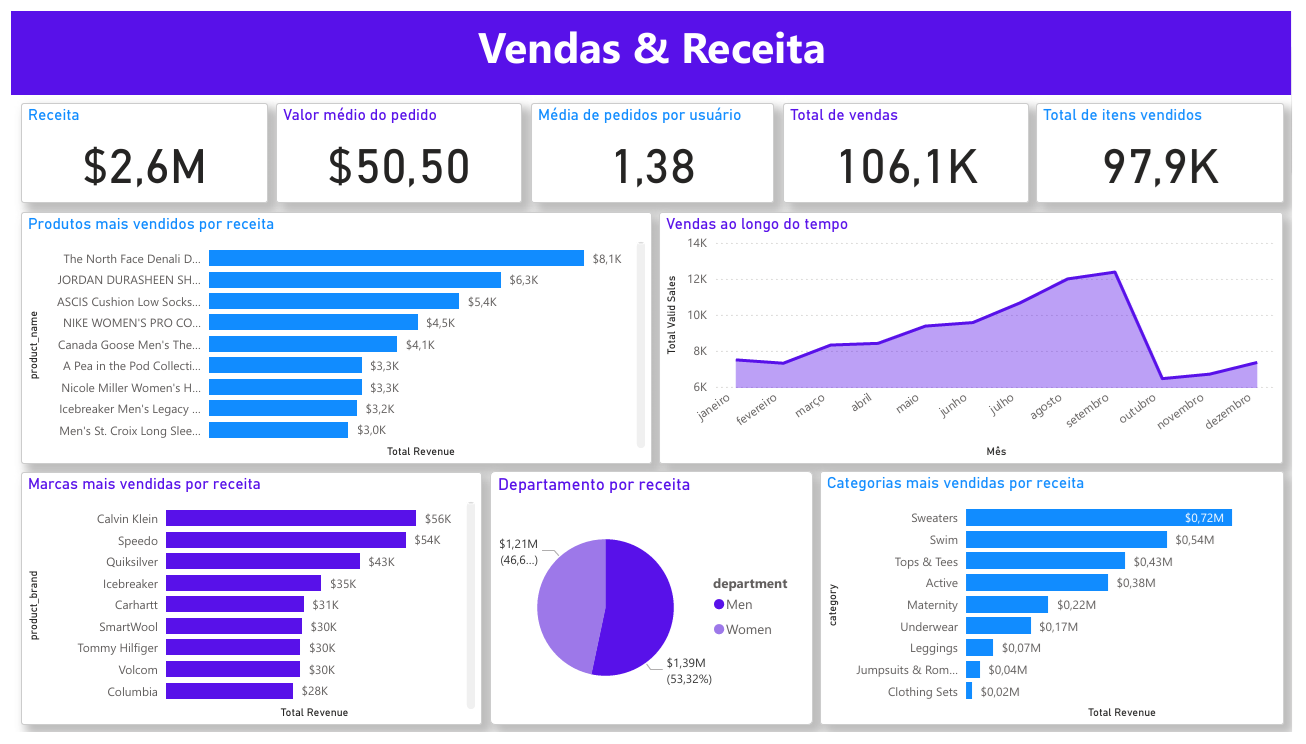 Vendas & Receita
Receita
$2,6M
Valor médio do pedido
$50,50
Média de pedidos por usuário
1,38
Total de vendas
106,1K
Total de itens vendidos
97,9K
Produtos mais vendidos por receita
product_name
The North Face Denali D... $8,1K
JORDAN DURASHEEN SH... $6,3K
ASCIS Cushion Low Socks... $5,4K
NIKE WOMEN'S PRO CO... $4,5K
Canada Goose Men's The... $4,1K
A Pea in the Pod Collecti... $3,3K
Nicole Miller Women's H... $3,3K
Icebreaker Men's Legacy ... $3,2K
Men's St. Croix Long Slee... $3,0K
Total Revenue
Vendas ao longo do tempo
Total Valid Sales
14K
12K
10K
8K
6K
janeiro fevereiro março abril maio junho julho agosto setembro outubro novembro dezembro
Mês
Marcas mais vendidas por receita
product_brand
Calvin Klein $56K
Speedo $54K
Quiksilver $43K
Icebreaker $35K
Carhartt $31K
SmartWool $30K
Tommy Hilfiger $30K
Volcom $30K
Columbia $28K
Total Revenue
Departamento por receita
$1,21M
(46,6...)
$1,39M
(53,32%)
department
Men
Women
Categorias mais vendidas por receita
category
Sweaters $0,72M
Swim $0,54M
Tops & Tees $0,43M
Active $0,38M
Maternity $0,22M
Underwear $0,17M
Leggings $0,07M
Jumpsuits & Rom... $0,04M
Clothing Sets $0,02M
Total Revenue